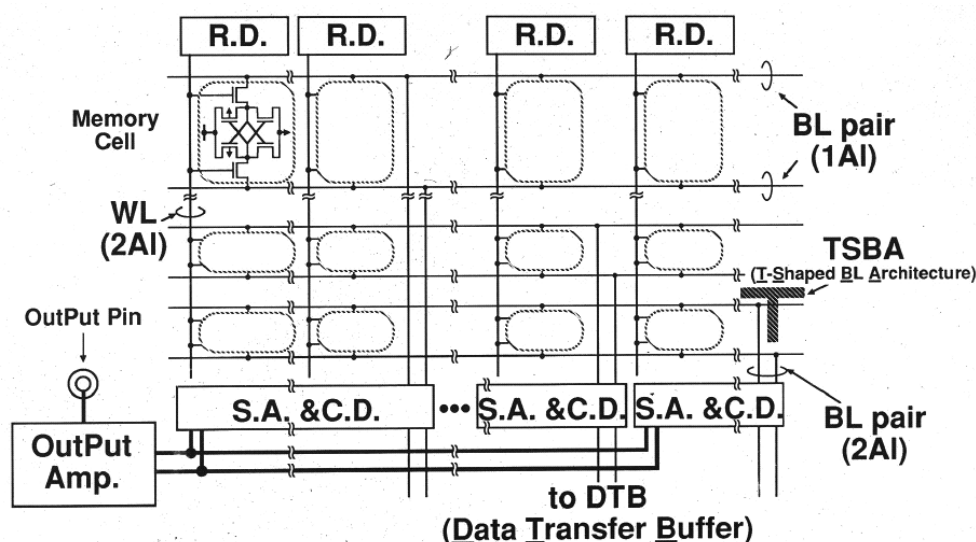 R.D.
R.D.
R.D.
R.D.
Memory
Cell
BL pair
(1Al)
WL
(2Al)
TSBA
(T-Shaped BL Architecture)
OutPut Pin
S.A. &C.D.
•••
S.A. &C.D.
S.A. &C.D.
BL pair
(2Al)
OutPut
Amp.
to DTB
(Data Transfer Buffer)